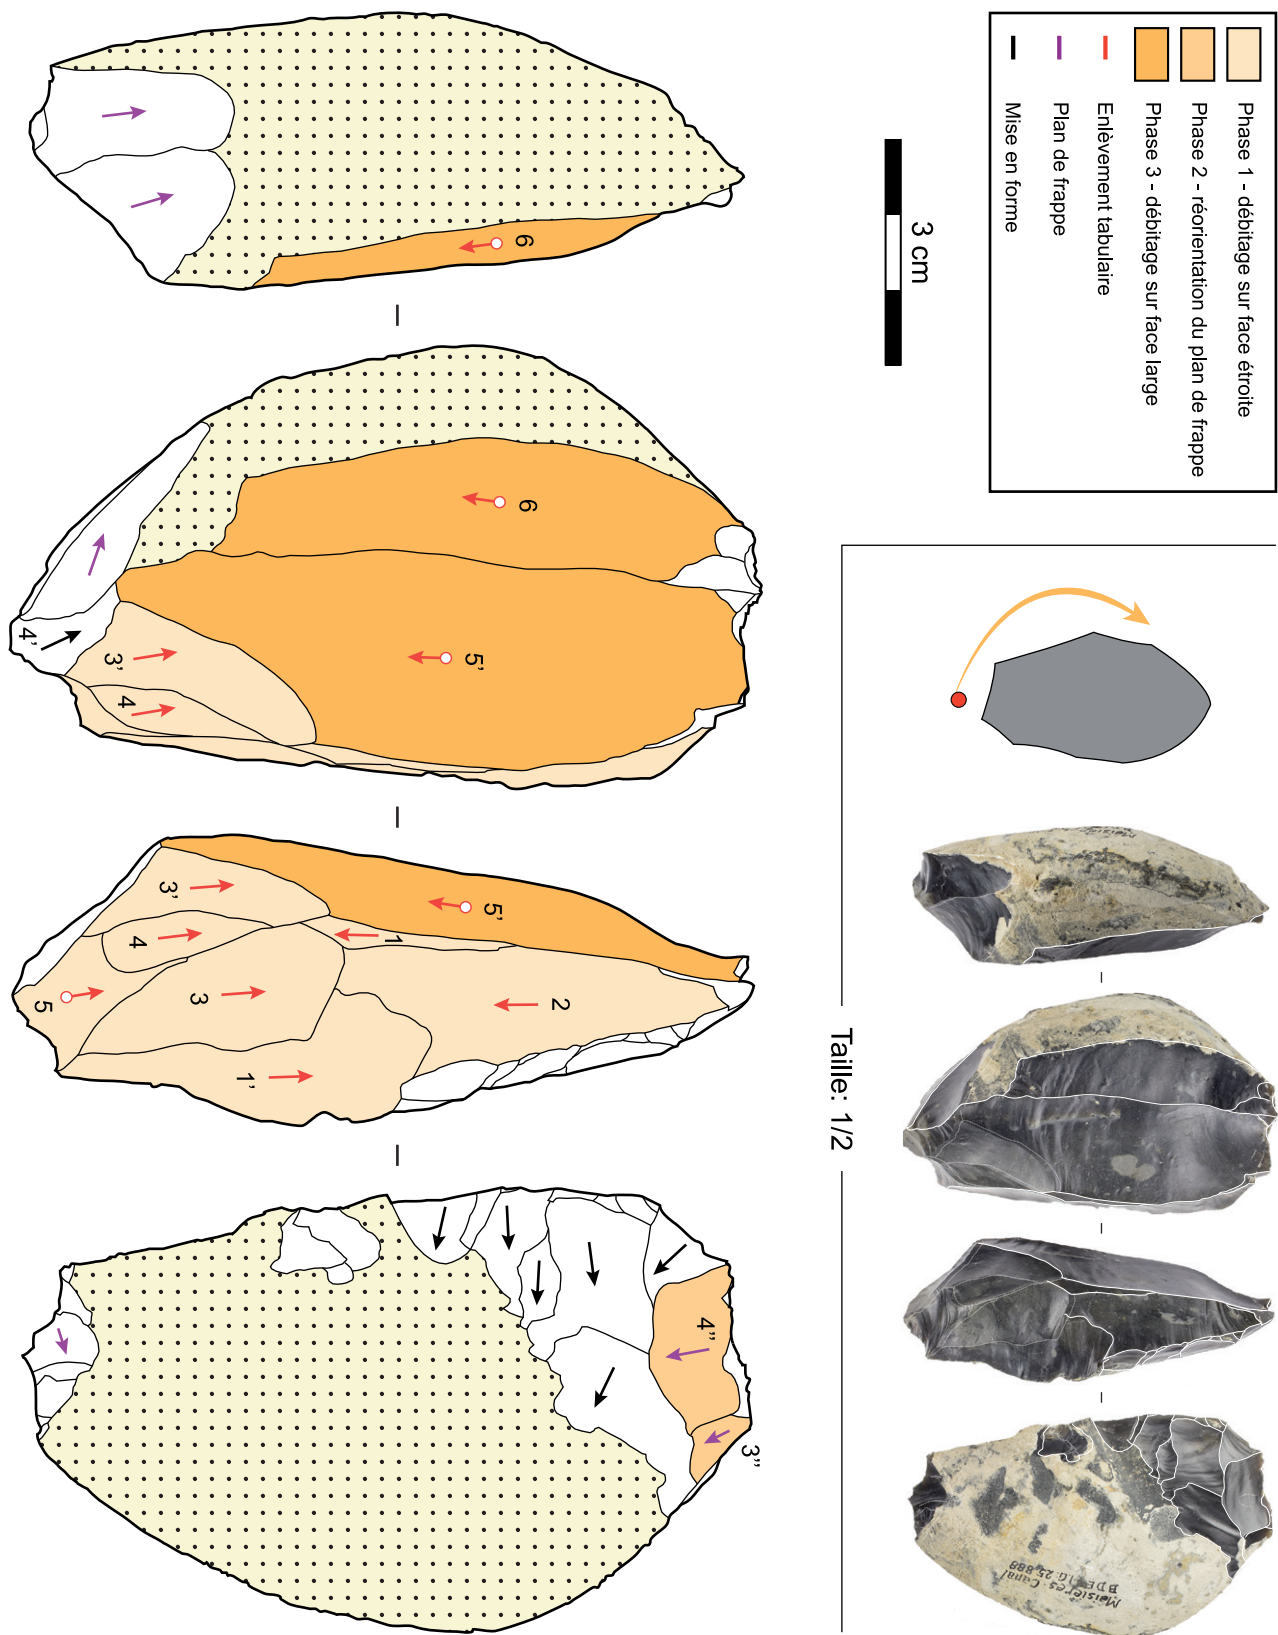 Phase 1 - débitage sur face étroite
Phase 2 - réorientation du plan de frappe
Phase 3 - débitage sur face large
Enlèvement tabulaire
Plan de frappe
Mise en forme
3 cm
Taille: 1/2
6
6
5'
4'
3'
4
5'
3'
1
4
3
2
5
1'
4''
3''
Maisières-Canal